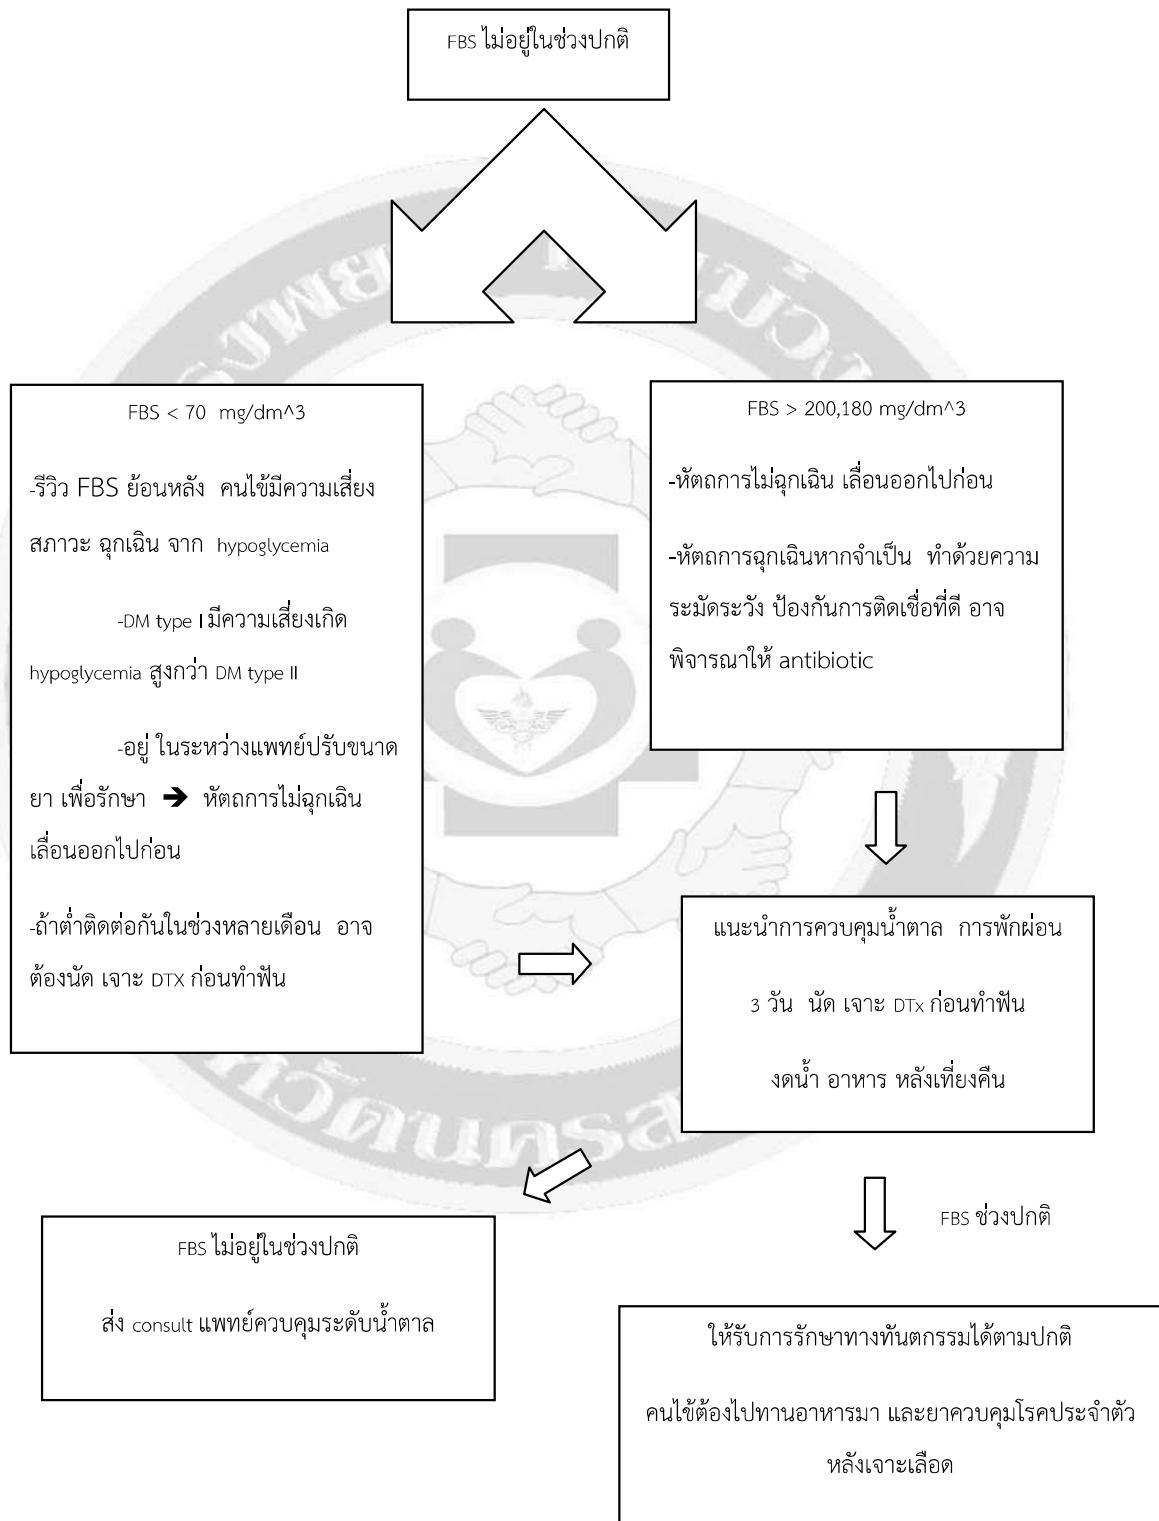 FBS ไม่อยู่ในช่วงปกติ
FBS < 70 mg/dm^3
-รีวิว FBS ย้อนหลัง คนไข้มีความเสี่ยง
สภาวะ ฉุกเฉิน จาก hypoglycemia
-DM type I มีความเสี่ยงเกิด
hypoglycemia สูงกว่า DM type II
-อยู่ ในระหว่างแพทย์ปรับขนาด
ยา เพื่อรักษา ➔ หัตถการไม่ฉุกเฉิน
เลื่อนออกไปก่อน
-ถ้าต่ำติดต่อกันในช่วงหลายเดือน อาจ
ต้องนัด เจาะ DTX ก่อนทำฟัน
FBS > 200,180 mg/dm^3
-หัตถการไม่ฉุกเฉิน เลื่อนออกไปก่อน
-หัตถการฉุกเฉินหากจำเป็น ทำด้วยความ
ระมัดระวัง ป้องกันการติดเชื่อที่ดี อาจ
พิจารณาให้ antibiotic
แนะนำการควบคุมน้ำตาล การพักผ่อน
3 วัน นัด เจาะ DTx ก่อนทำฟัน
งดน้ำ อาหาร หลังเที่ยงคืน
FBS ไม่อยู่ในช่วงปกติ
ส่ง consult แพทย์ควบคุมระดับน้ำตาล
FBS ช่วงปกติ
ให้รับการรักษาทางทันตกรรมได้ตามปกติ
คนไข้ต้องไปทานอาหารมา และยาควบคุมโรคประจำตัว
หลังเจาะเลือด